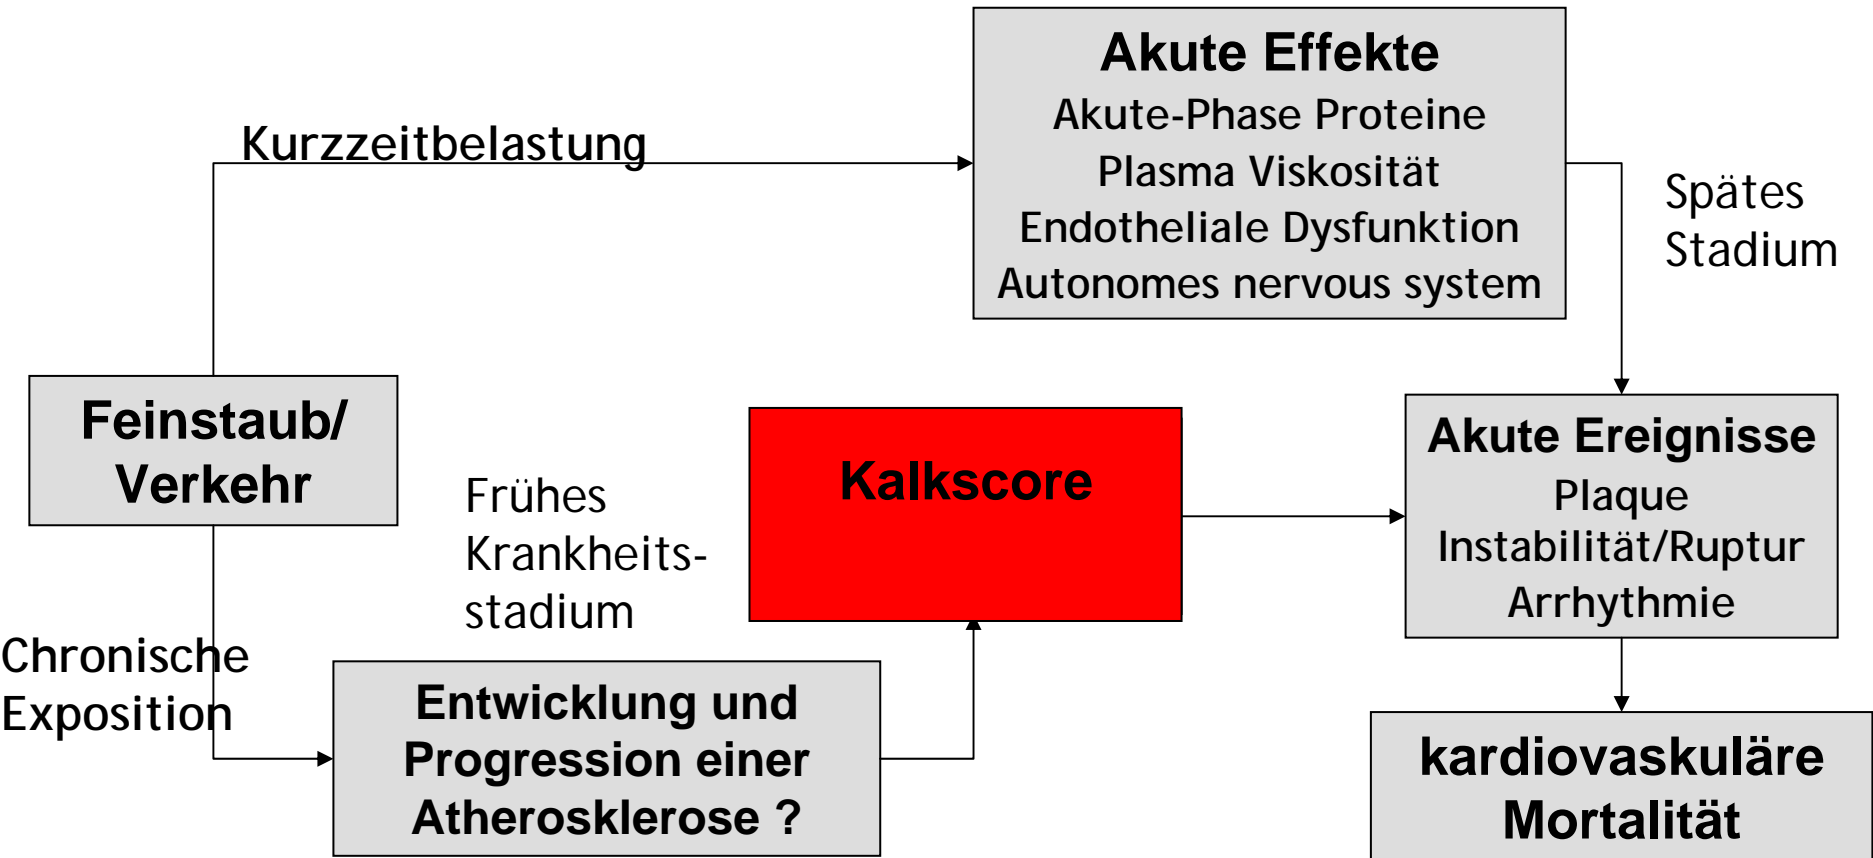 Akute Effekte
Akute-Phase Proteine
Plasma Viskosität
Endotheliale Dysfunktion
Autonomes nervous system
Kurzzeitbelastung
Spätes
Stadium
Feinstaub/
Verkehr
Frühes
Krankheits-
stadium
Kalkscore
Akute Ereignisse
Plaque
Instabilität/Ruptur
Arrhythmie
Chronische
Exposition
Entwicklung und
Progression einer
Atherosklerose ?
kardiovaskuläre
Mortalität